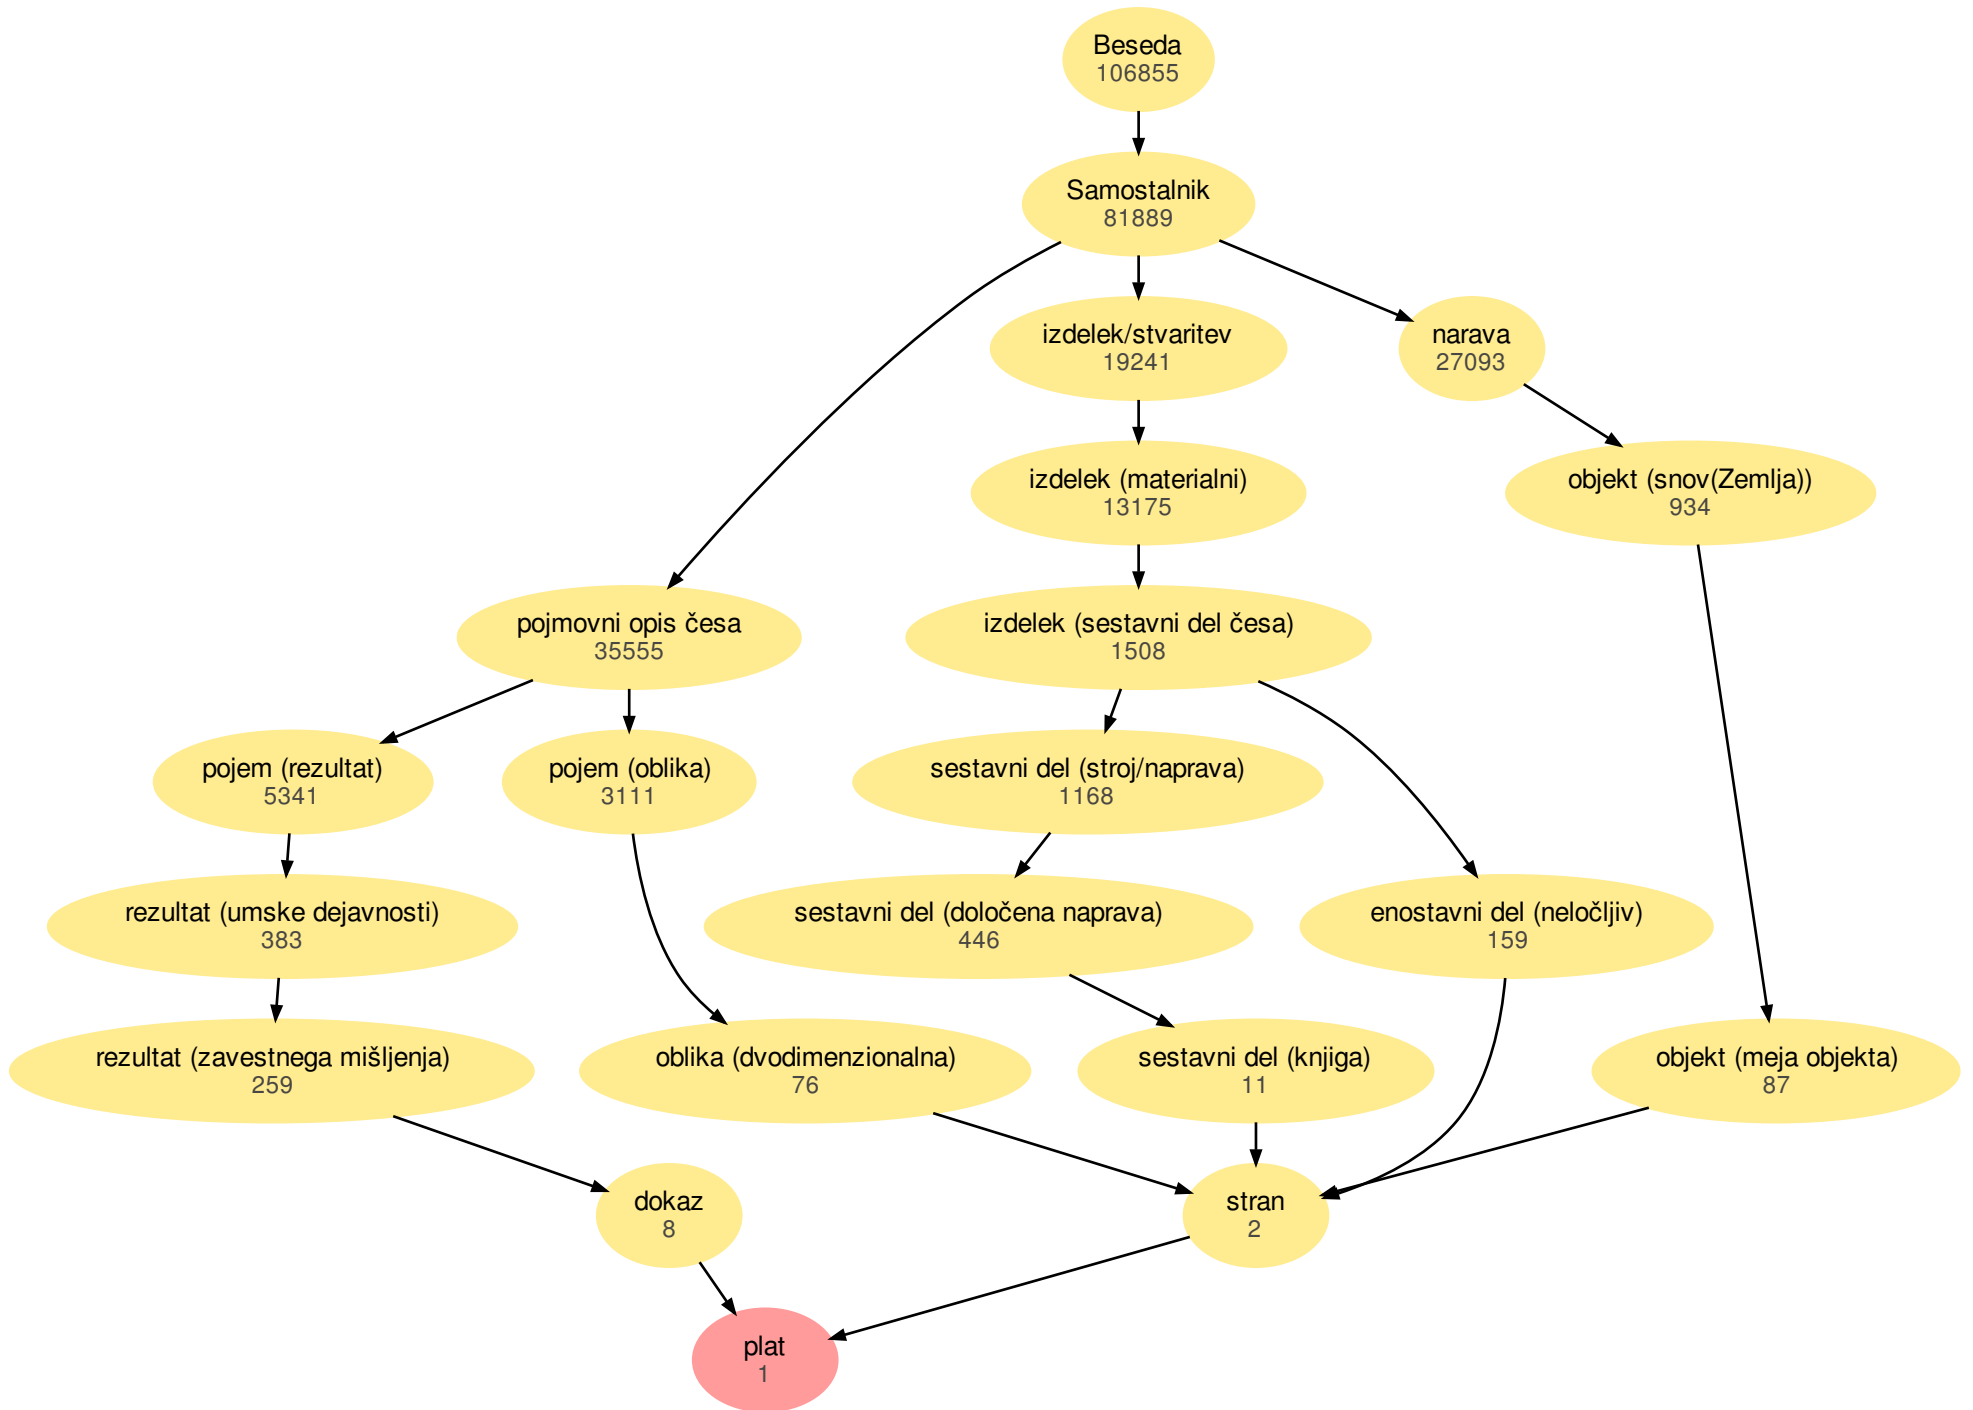 Beseda
106855
Samostalnik
81889
izdelek/stvaritev
19241
narava
27093
izdelek (materialni)
13175
objekt (snov(Zemlja))
934
pojmovni opis česa
35555
izdelek (sestavni del česa)
1508
pojem (rezultat)
5341
pojem (oblika)
3111
sestavni del (stroj/naprava)
1168
rezultat (umske dejavnosti)
383
sestavni del (določena naprava)
446
enostavni del (neločljiv)
159
rezultat (zavestnega mišljenja)
259
oblika (dvodimenzionalna)
76
sestavni del (knjiga)
11
objekt (meja objekta)
87
dokaz
8
stran
2
plat
1